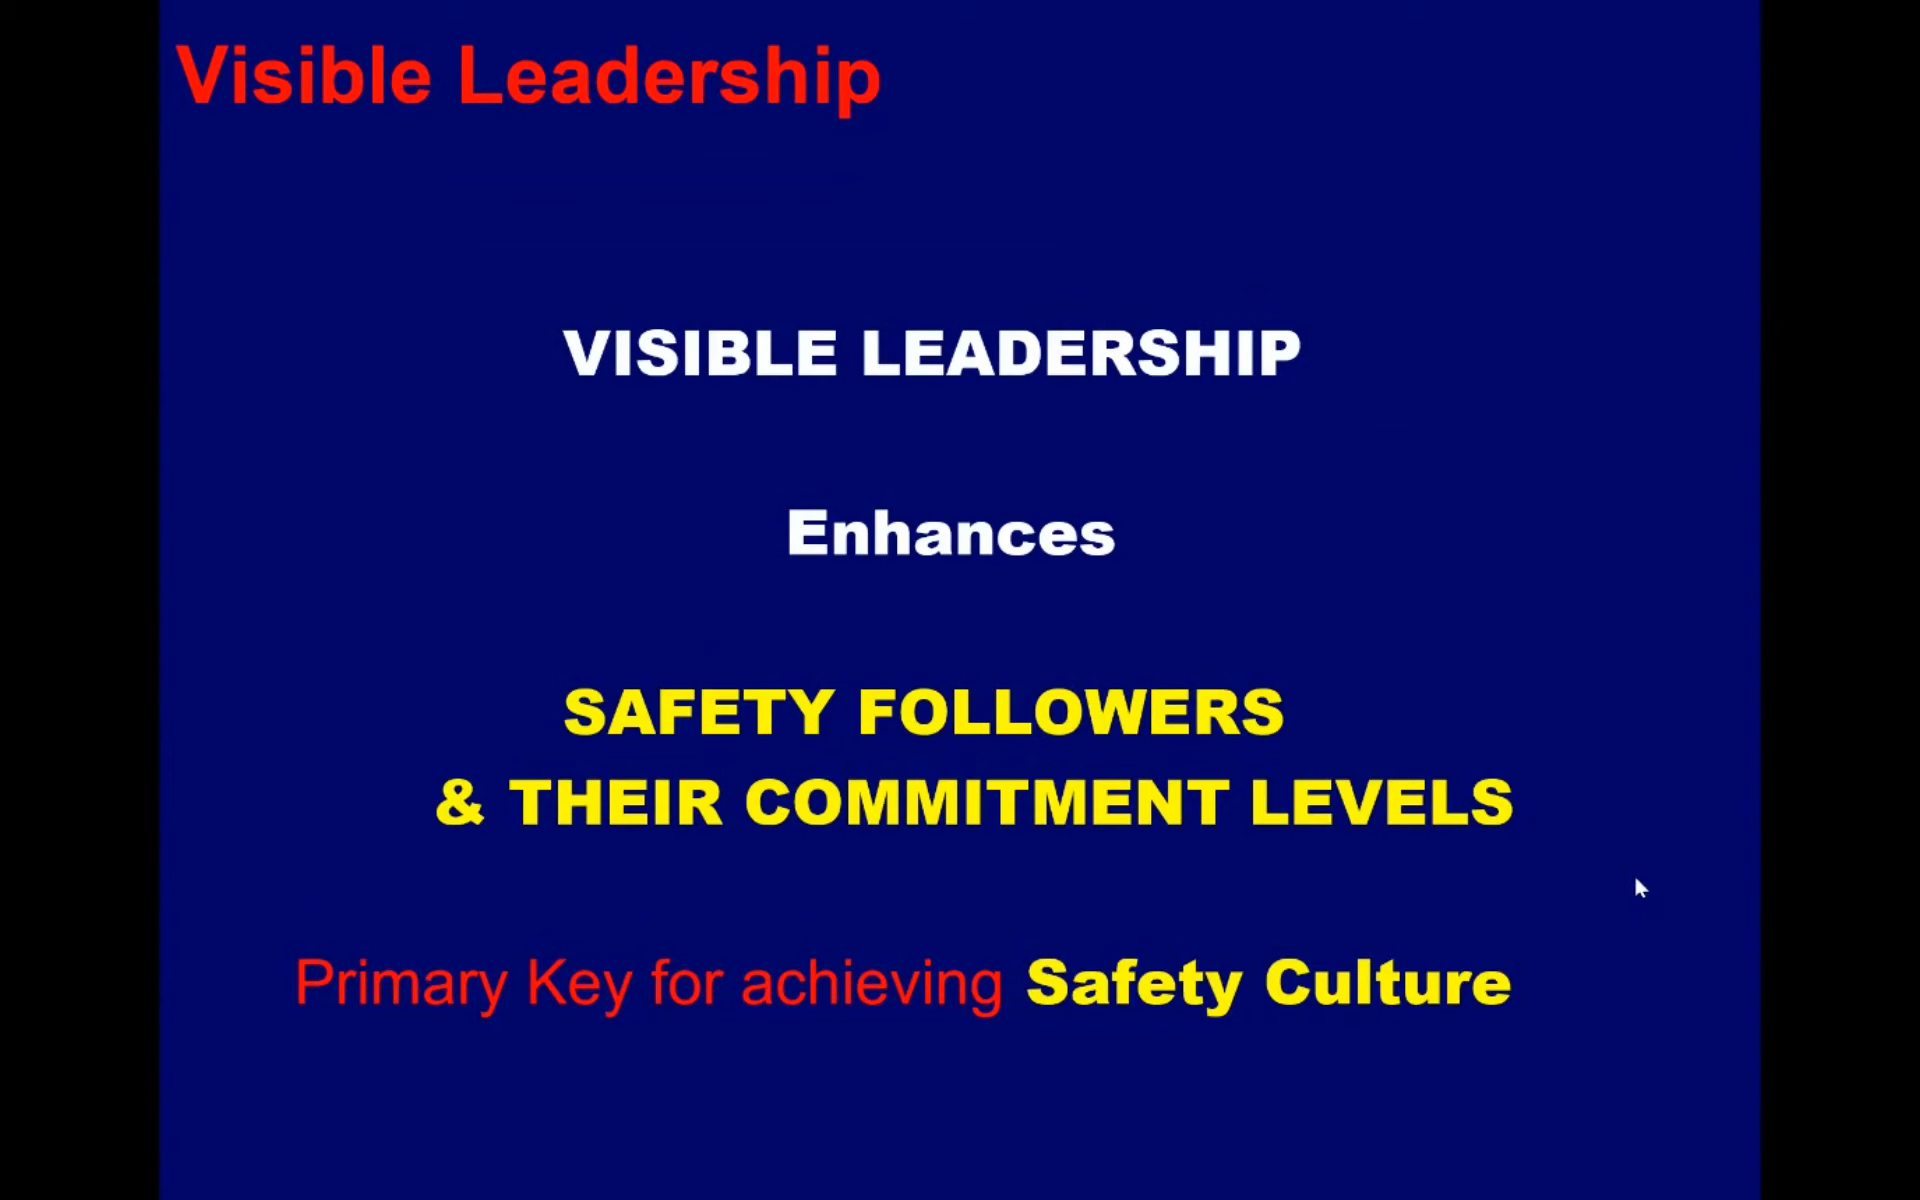 Visible Leadership
VISIBLE LEADERSHIP
Enhances
SAFETY FOLLOWERS
& THEIR COMMITMENT LEVELS
Primary Key for achieving Safety Culture